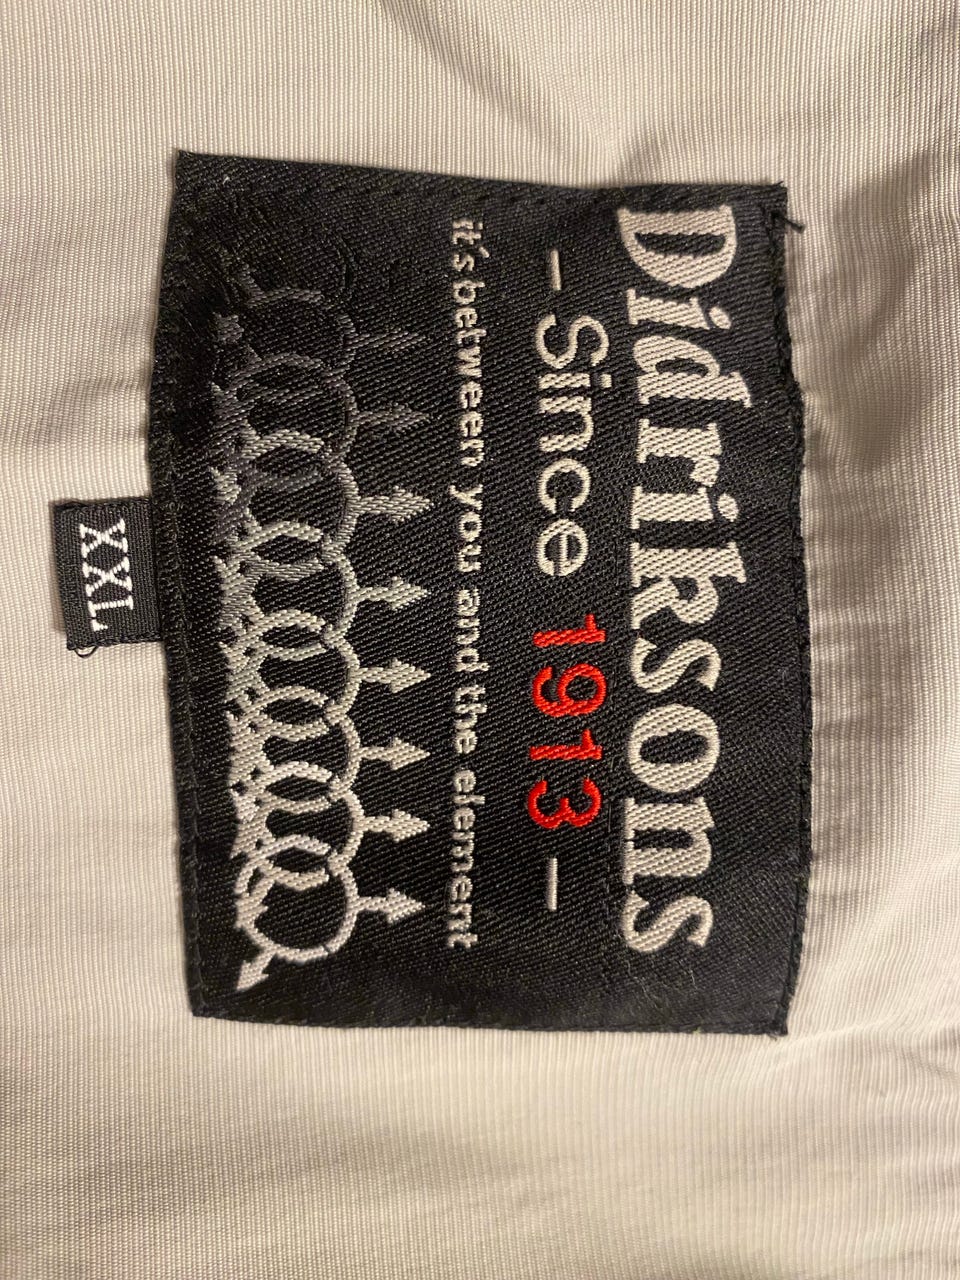 Didriksons
- Since 1913 -
it's between you and the element
XXL